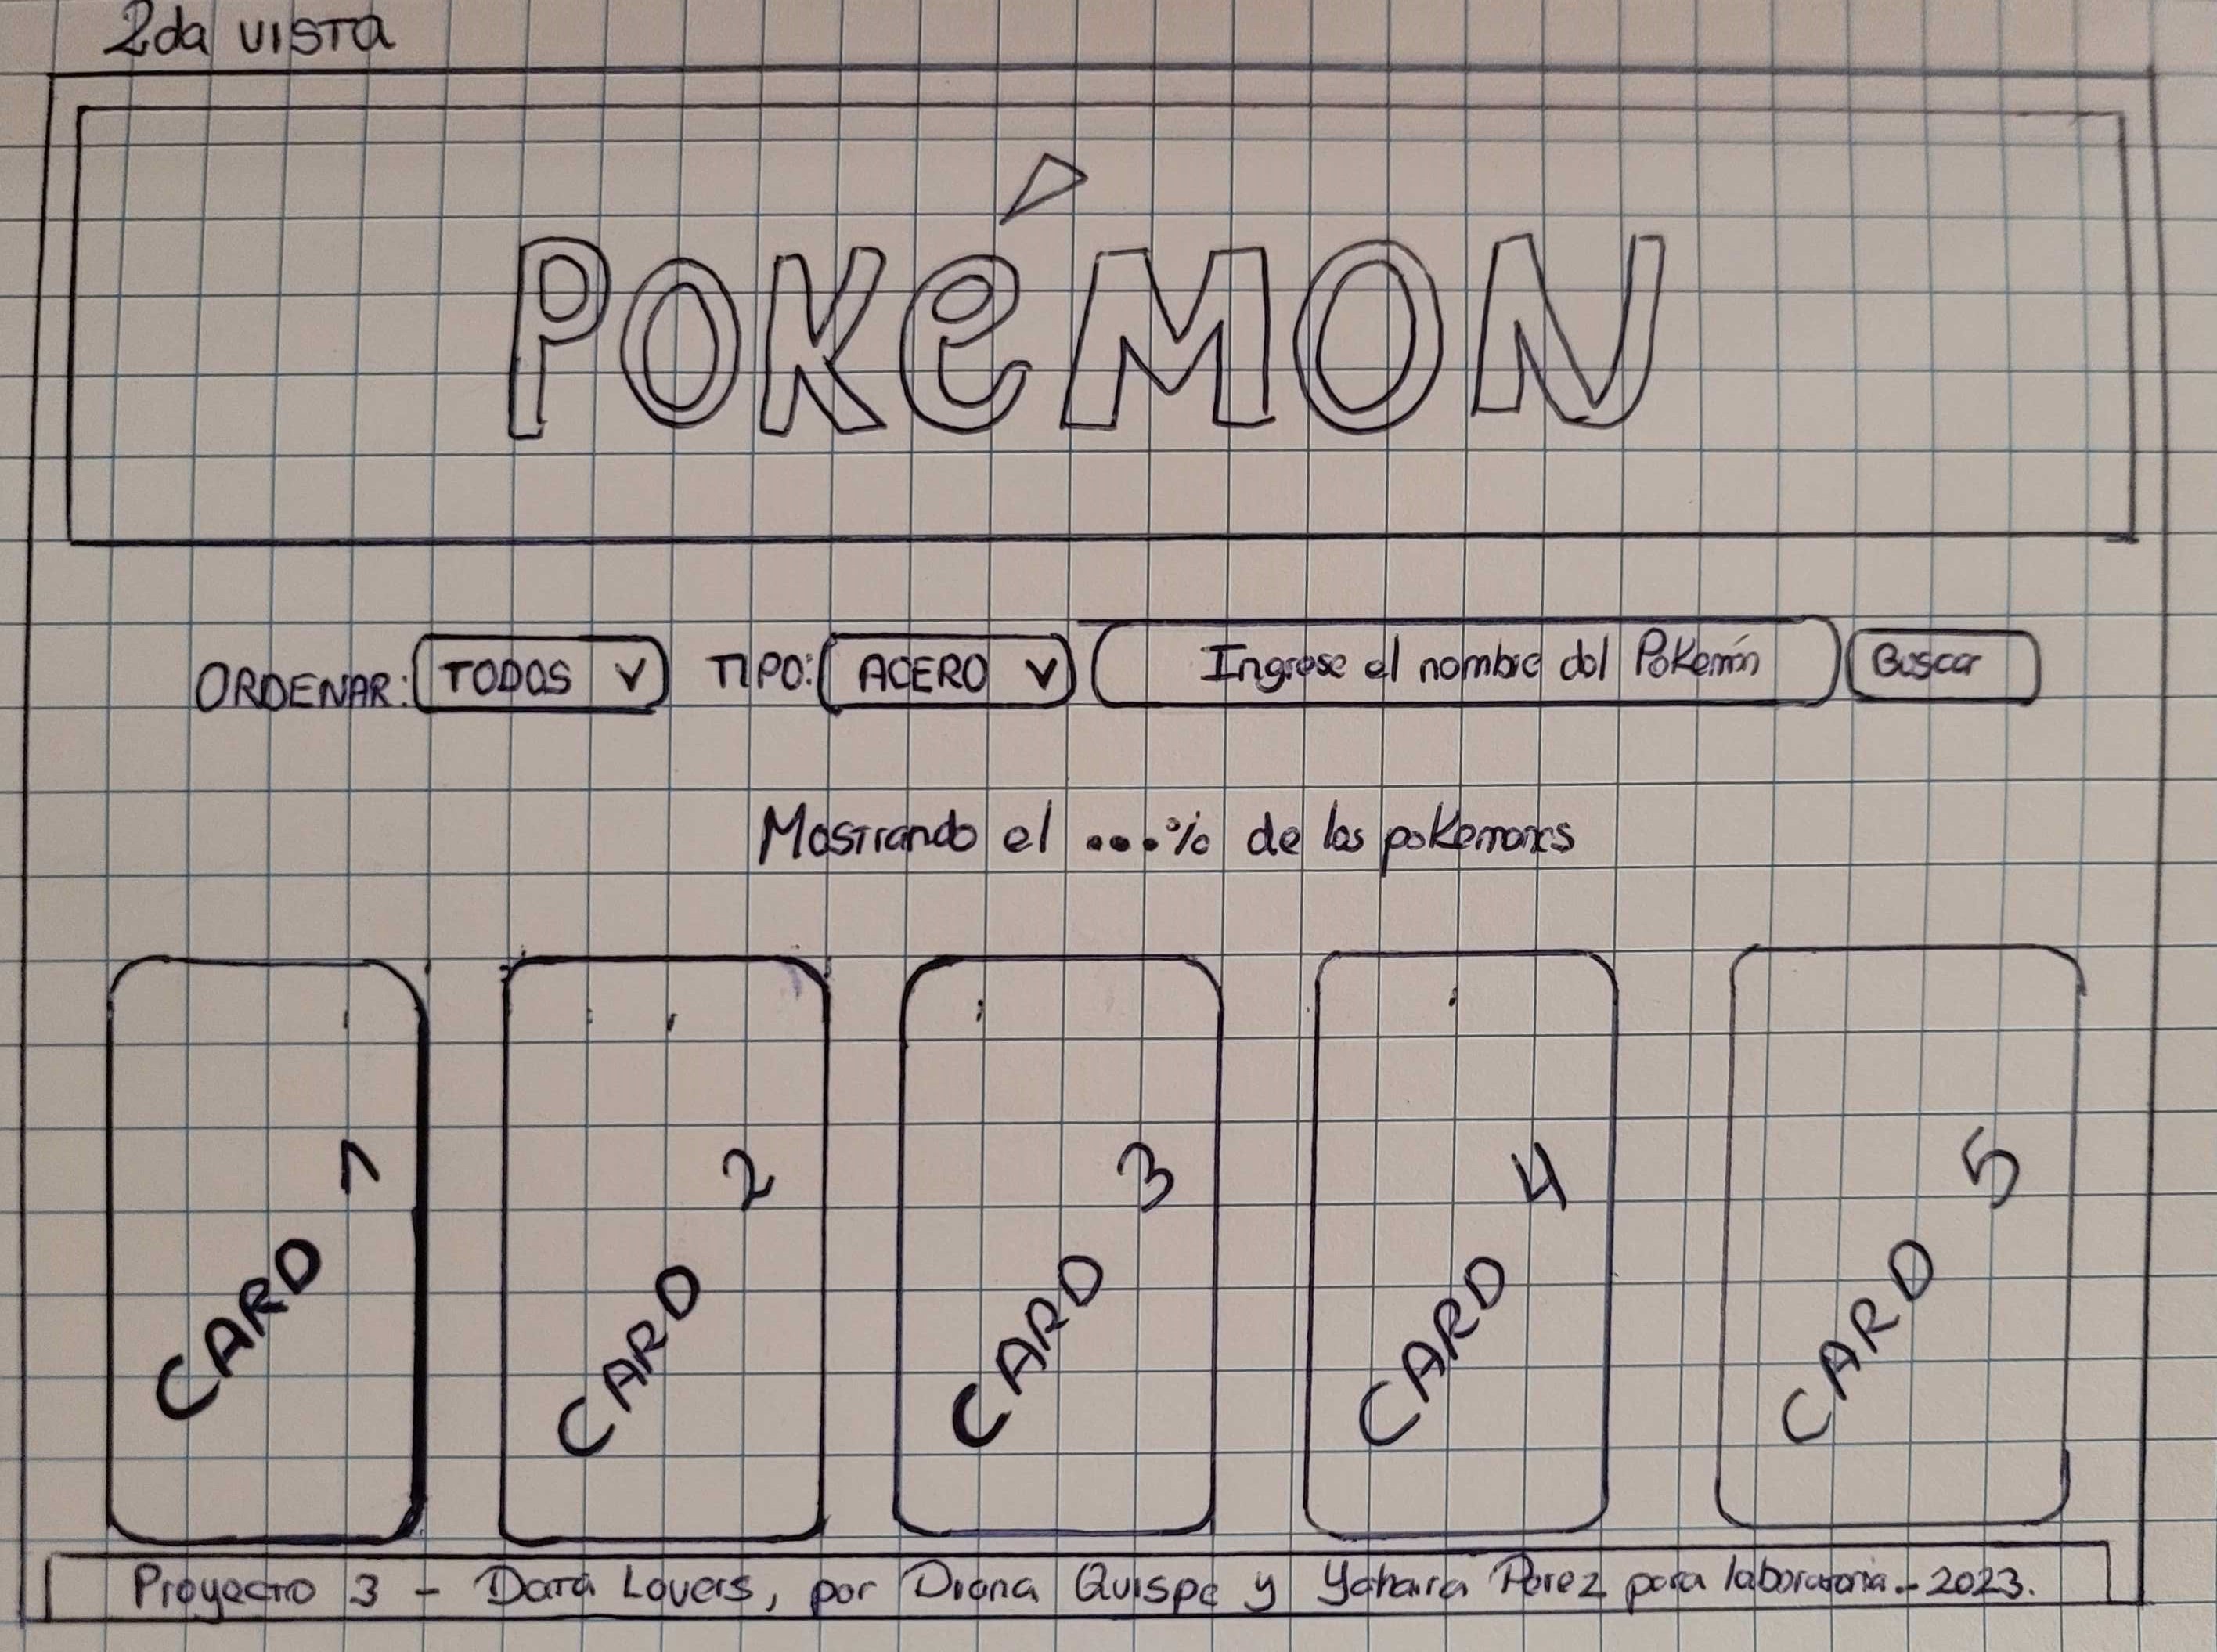 2da VISTA
POKÉMON
ORDENAR: TODOS V TIPO: ACERO V Ingrese el nombre del Pokemón Buscar
Mostrando el ...% de los pokemones
CARD 1 CARD 2 CARD 3 CARD 4 CARD 5
Proyecto 3 - Data Lovers, por Diana Quispe y Yahaira Perez para laboratoria.- 2023.